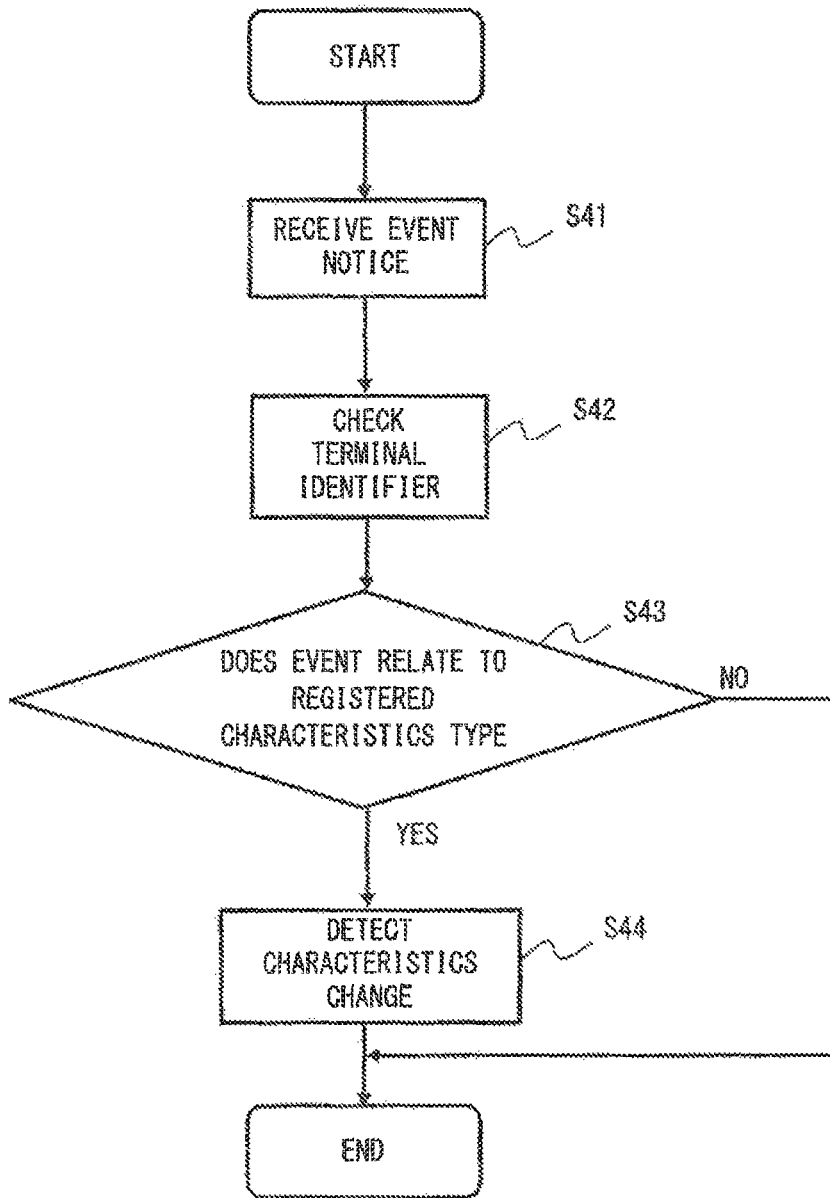 START
RECEIVE EVENT
NOTICE
S41
CHECK
TERMINAL
IDENTIFIER
S42
DOES EVENT RELATE TO
REGISTERED
CHARACTERISTICS TYPE
S43
NO
YES
DETECT
CHARACTERISTICS
CHANGE
S44
END